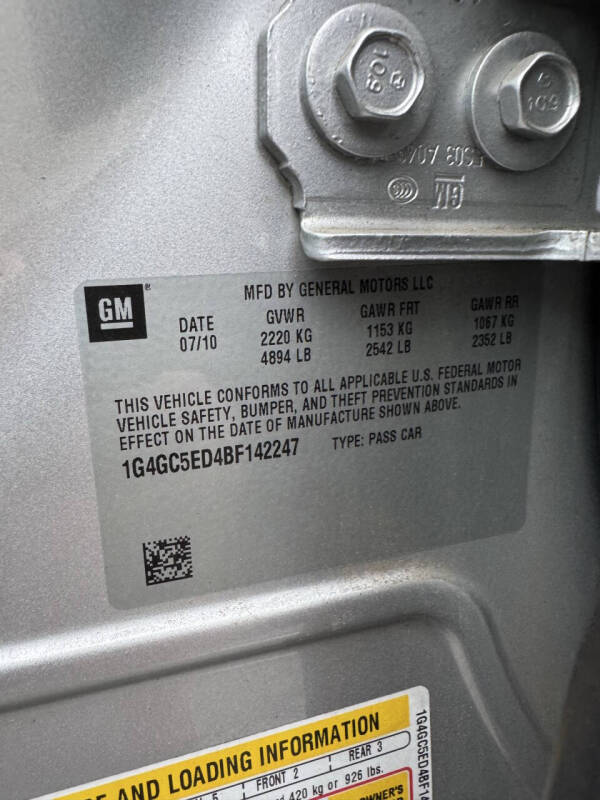 10.9
GM
GM
MFD BY GENERAL MOTORS LLC
DATE GVWR GAWR FRT GAWR RR
07/10 2220 KG 1153 KG 1067 KG
4894 LB 2542 LB 2352 LB
THIS VEHICLE CONFORMS TO ALL APPLICABLE U.S. FEDERAL MOTOR
VEHICLE SAFETY, BUMPER, AND THEFT PREVENTION STANDARDS IN
EFFECT ON THE DATE OF MANUFACTURE SHOWN ABOVE.
1G4GC5ED4BF142247 TYPE: PASS CAR
AND LOADING INFORMATION
5 FRONT 2 REAR 3
420 kg or 926 lbs.
OWNER'S
1G4GC5ED4BF1